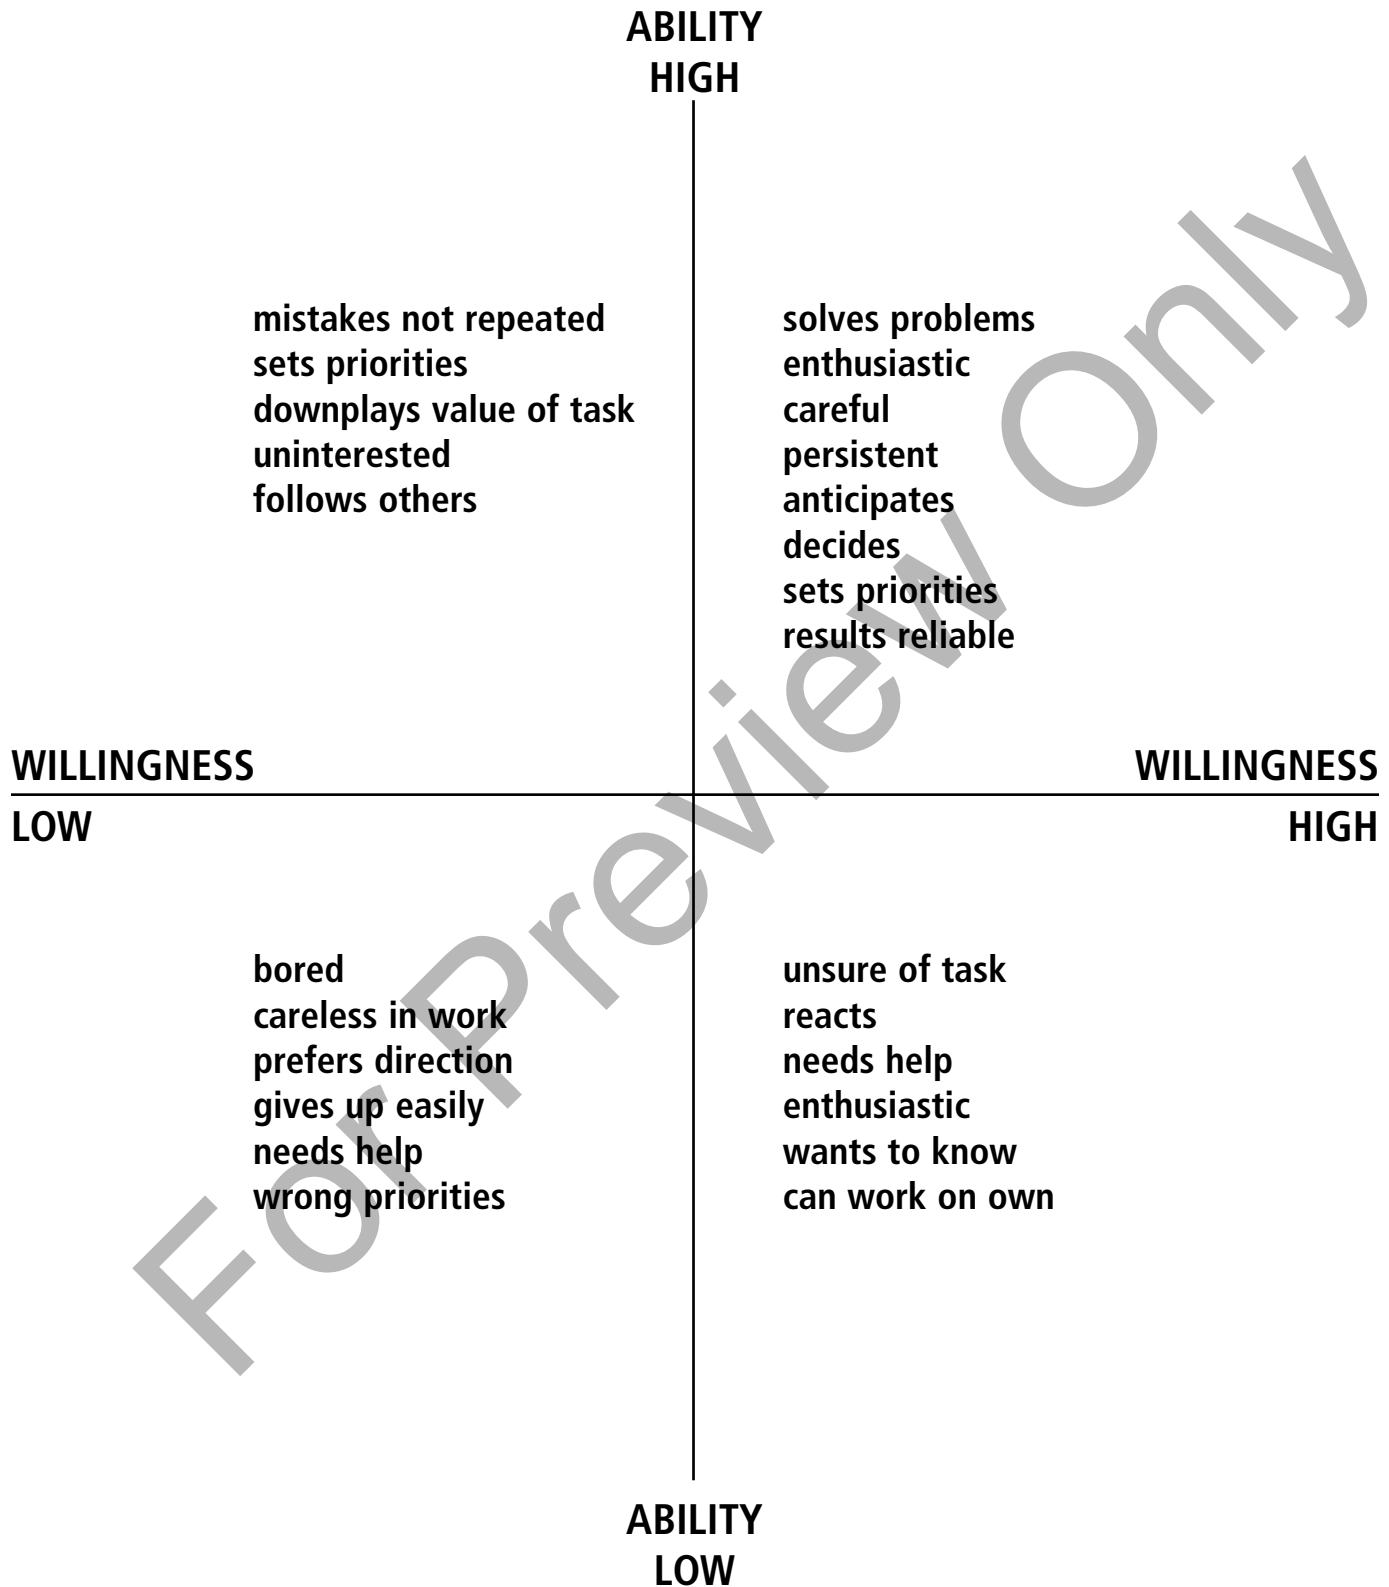 ABILITY
HIGH
mistakes not repeated
sets priorities
downplays value of task
uninterested
follows others
solves problems
enthusiastic
careful
persistent
anticipates
decides
sets priorities
results reliable
WILLINGNESS
LOW
WILLINGNESS
HIGH
bored
careless in work
prefers direction
gives up easily
needs help
wrong priorities
unsure of task
reacts
needs help
enthusiastic
wants to know
can work on own
ABILITY
LOW
For Preview Only